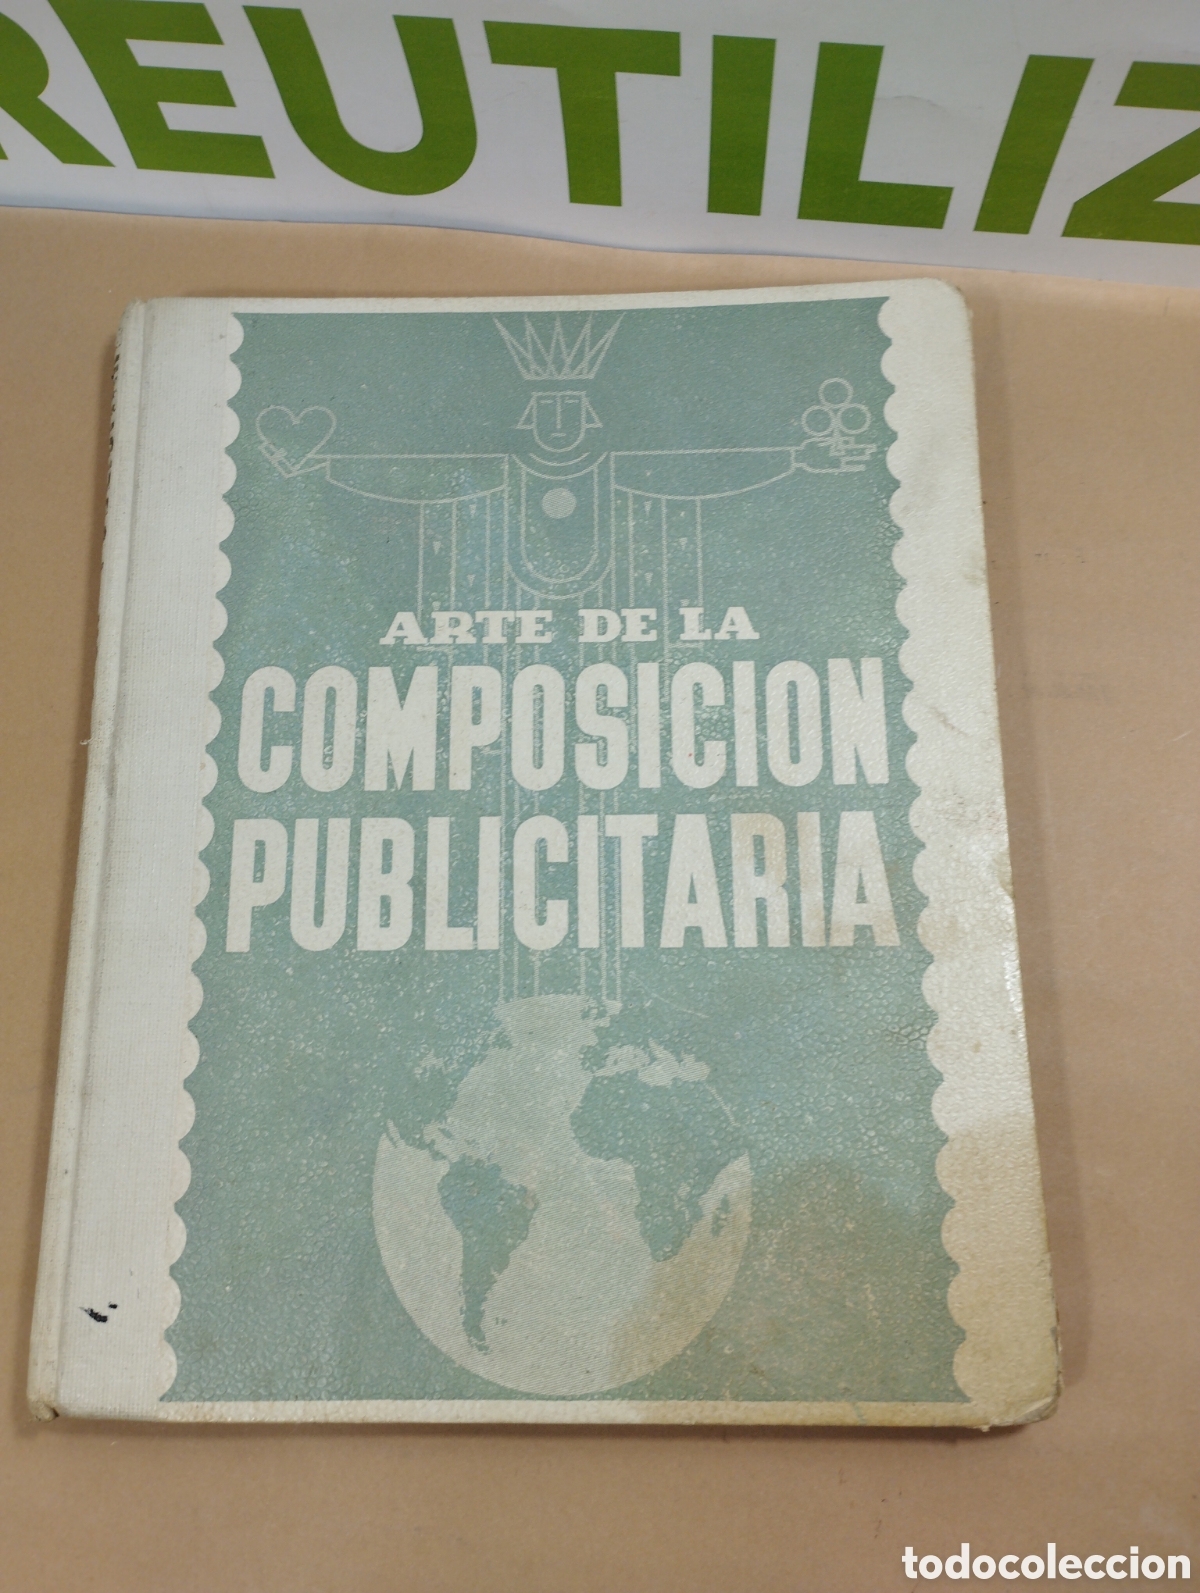 REUTILIZ
ARTE DE LA
COMPOSICION
PUBLICITARIA
todocoleccion